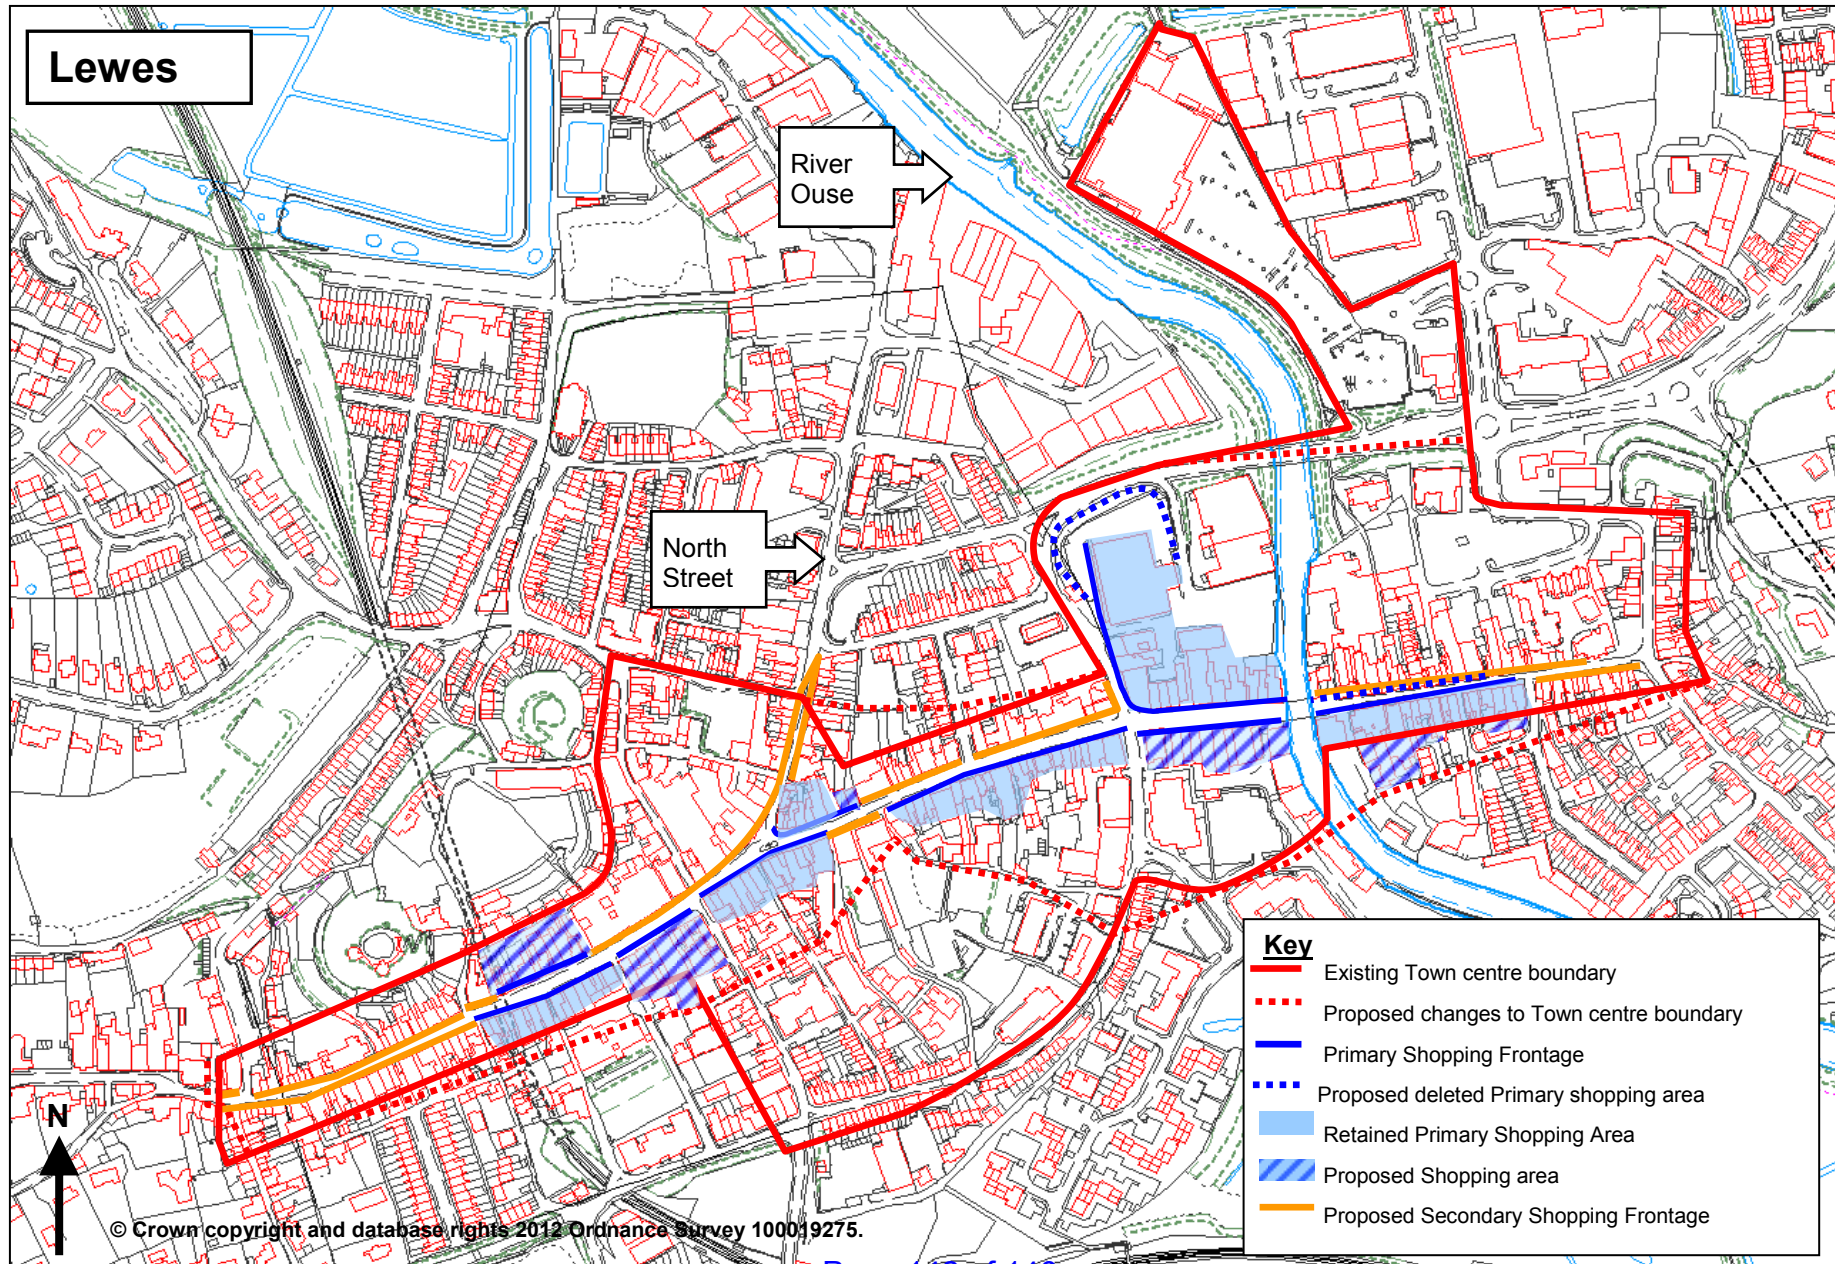 Lewes
River
Ouse
North
Street
Key
Existing Town centre boundary
Proposed changes to Town centre boundary
Primary Shopping Frontage
Proposed deleted Primary shopping area
Retained Primary Shopping Area
Proposed Shopping area
Proposed Secondary Shopping Frontage
N
© Crown copyright and database rights 2012 Ordnance Survey 100019275.